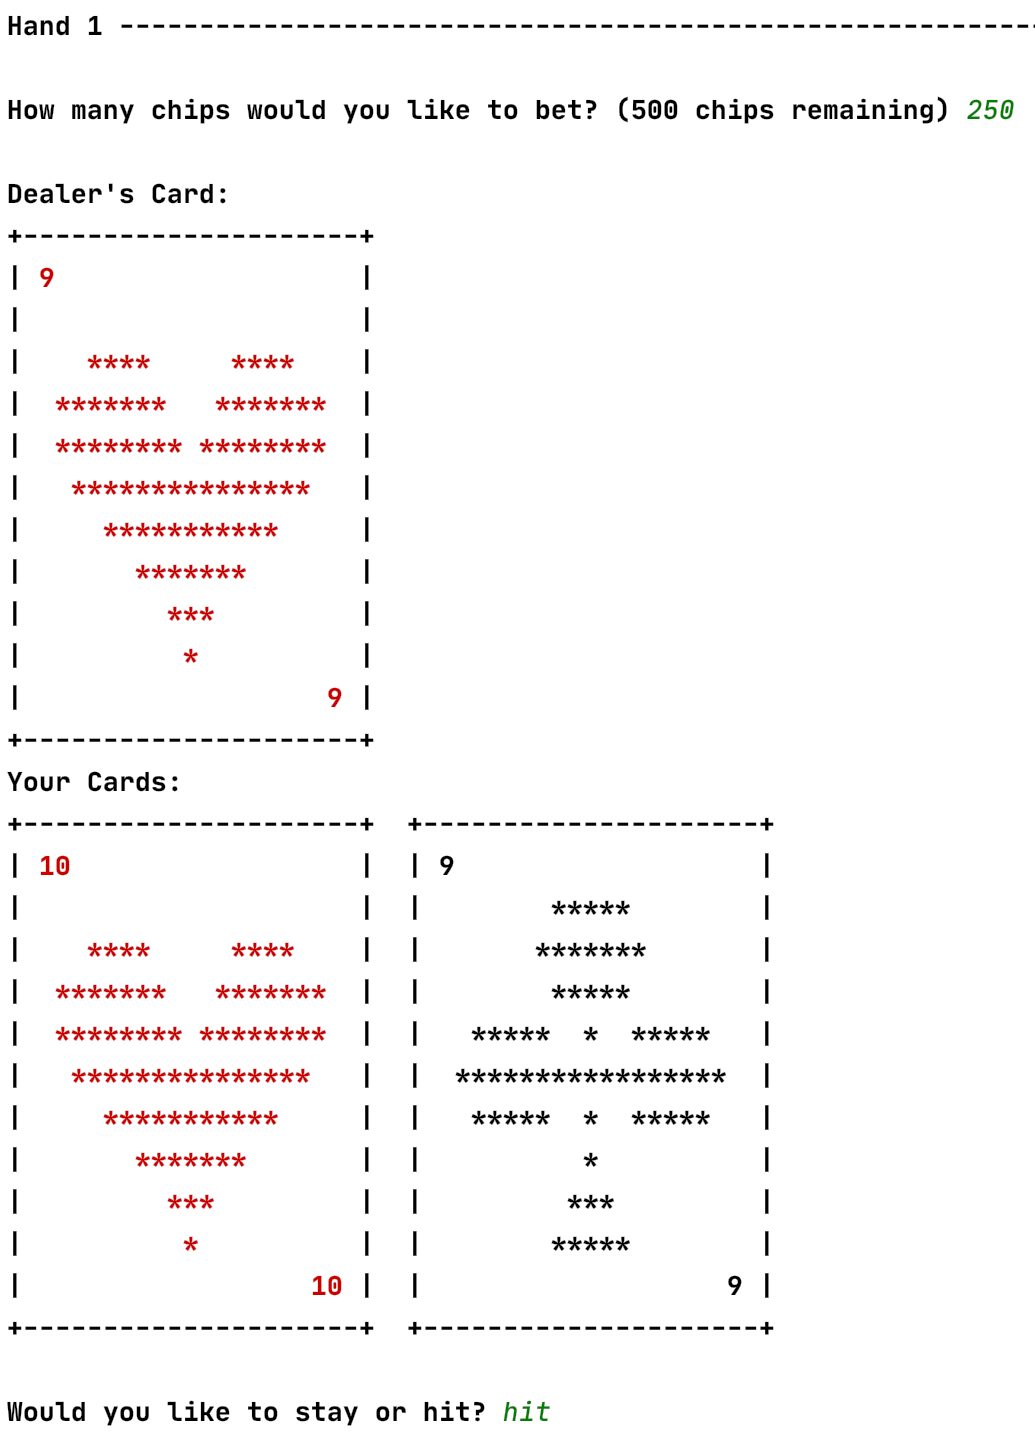 Hand 1 ----------------------------------------------------------
How many chips would you like to bet? (500 chips remaining) 250
Dealer's Card:
+---------------------+
| 9                   |
|                     |
|    ****     ****    |
|  *******   *******  |
|  ******** ********  |
|   ***************   |
|     ***********     |
|       *******       |
|         ***         |
|          *          |
|                   9 |
+---------------------+
Your Cards:
+---------------------+  +---------------------+
| 10                  |  | 9                   |
|                     |  |        *****        |
|    ****     ****    |  |       *******       |
|  *******   *******  |  |        *****        |
|  ******** ********  |  |   *****  *  *****   |
|   ***************   |  |  *****************  |
|     ***********     |  |   *****  *  *****   |
|       *******       |  |          *          |
|         ***         |  |         ***         |
|          *          |  |        *****        |
|                  10 |  |                   9 |
+---------------------+  +---------------------+
Would you like to stay or hit? hit